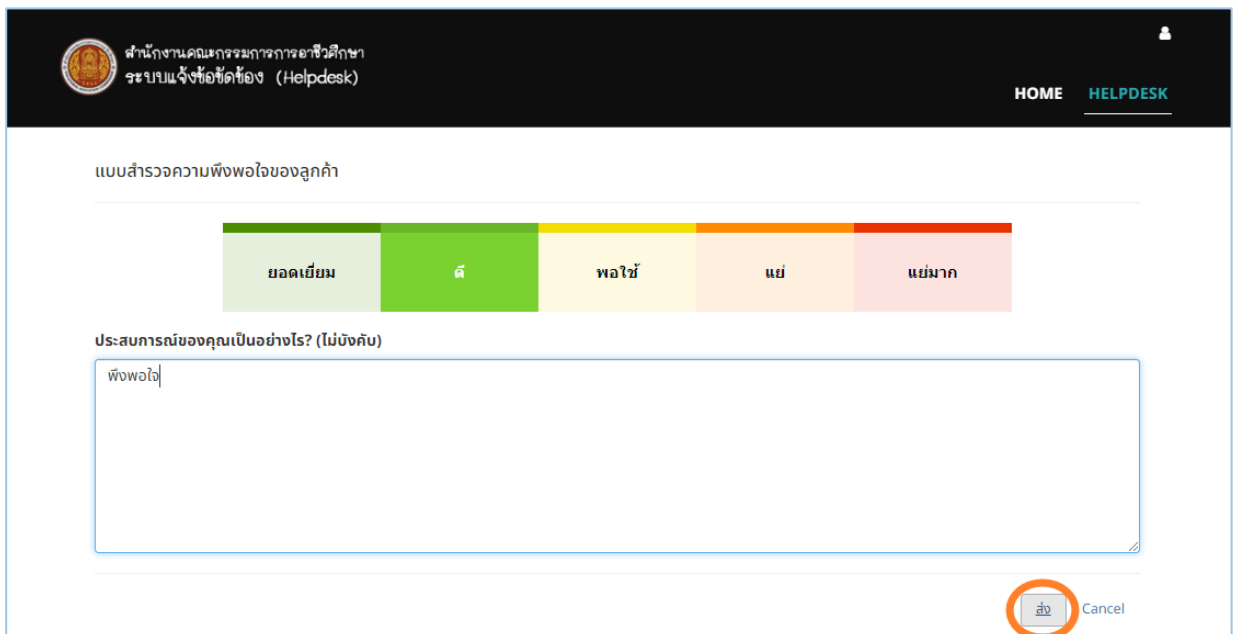 สำนักงานคณะกรรมการการอาชีวศึกษา
ระบบแจ้งข้อขัดข้อง (Helpdesk)
HOME HELPDESK
แบบสำรวจความพึงพอใจของลูกค้า
ยอดเยี่ยม ดี พอใช้ แย่ แย่มาก
ประสบการณ์ของคุณเป็นอย่างไร? (ไม่บังคับ)
พึงพอใจ
ส่ง Cancel